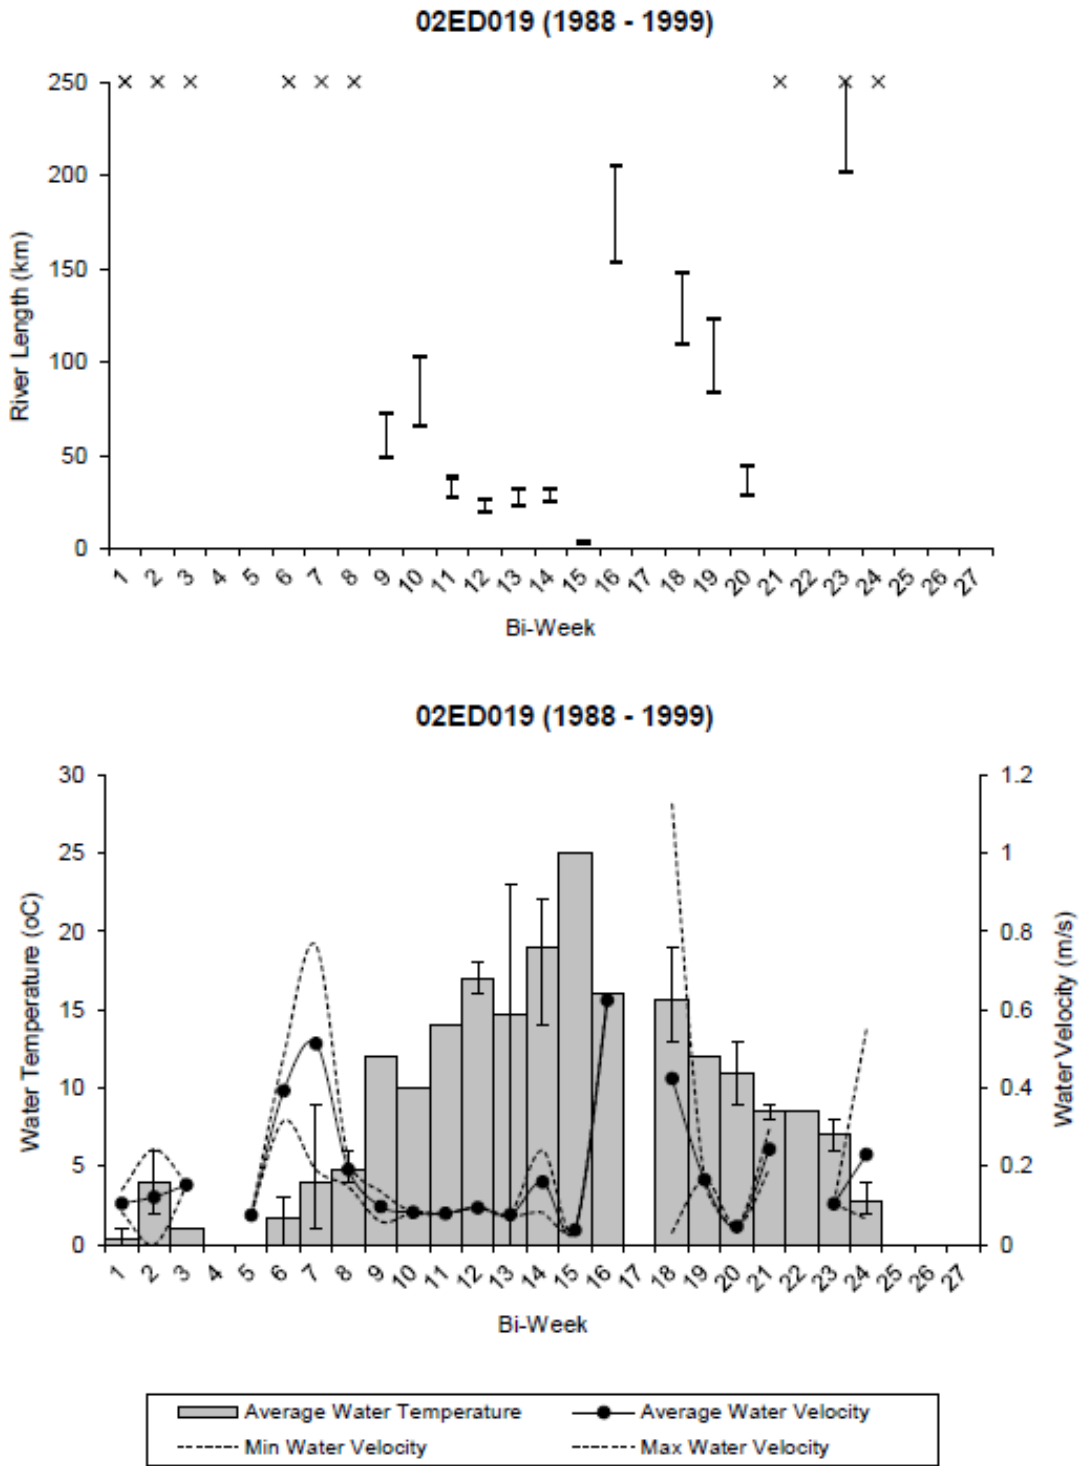 02ED019 (1988 - 1999)
250
200
150
100
50
0
River Length (km)
1 2 3 4 5 6 7 8 9 10 11 12 13 14 15 16 17 18 19 20 21 22 23 24 25 26 27
Bi-Week
02ED019 (1988 - 1999)
30
25
20
15
10
5
0
Water Temperature (oC)
1.2
1
0.8
0.6
0.4
0.2
0
Water Velocity (m/s)
1 2 3 4 5 6 7 8 9 10 11 12 13 14 15 16 17 18 19 20 21 22 23 24 25 26 27
Bi-Week
Average Water Temperature
Average Water Velocity
Min Water Velocity
Max Water Velocity